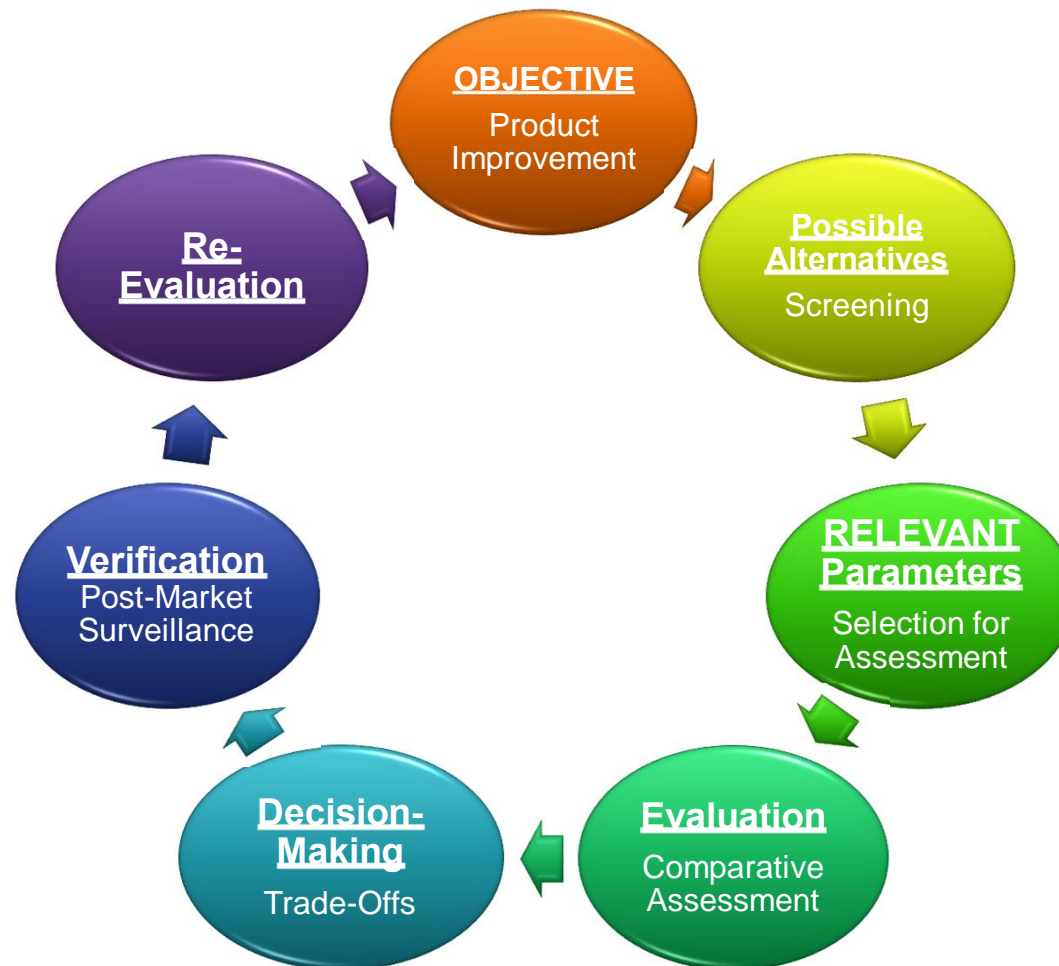 OBJECTIVE
Product
Improvement
Possible
Alternatives
Screening
RELEVANT
Parameters
Selection for
Assessment
Evaluation
Comparative
Assessment
Decision-
Making
Trade-Offs
Verification
Post-Market
Surveillance
Re-
Evaluation